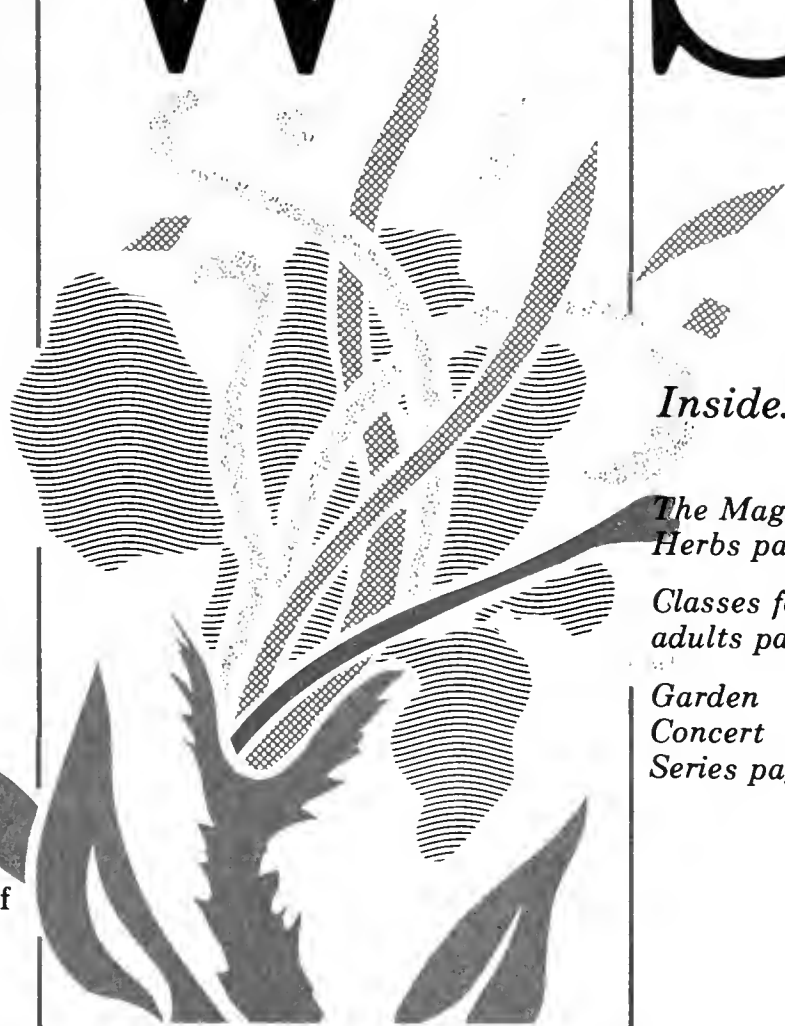 W
Inside.
The Mag
Herbs pa
Classes f
adults pa
Garden
Concert
Series pa
f